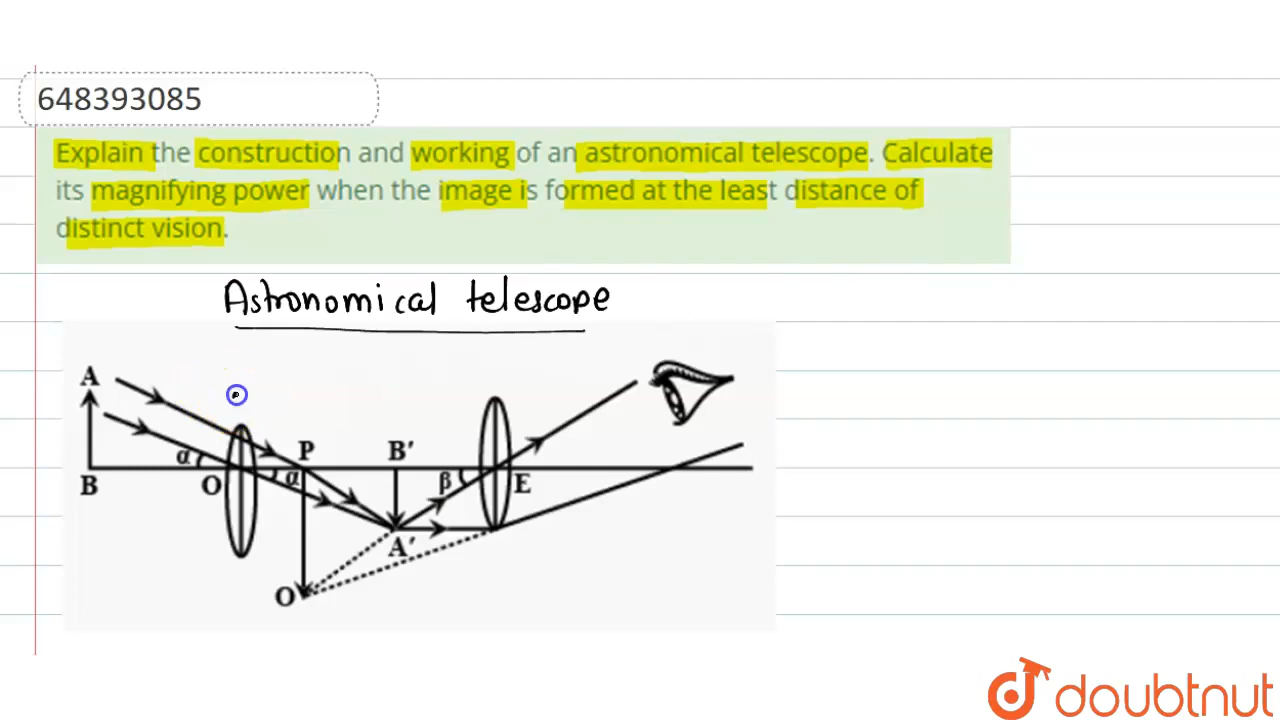 648393085
Explain the construction and working of an astronomical telescope. Calculate
its magnifying power when the image is formed at the least distance of
distinct vision.
Astronomical telescope
A
α
P
B′
B
O
α
β
E
A′
O
doubtnut